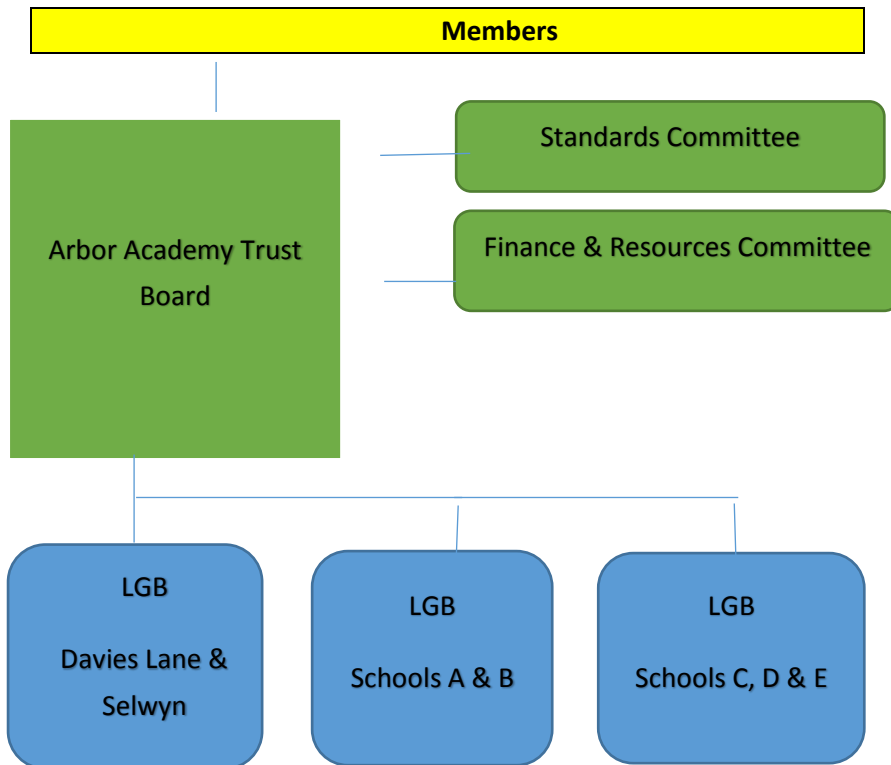 Members
Standards Committee
Arbor Academy Trust
Board
Finance & Resources Committee
LGB
Davies Lane &
Selwyn
LGB
Schools A & B
LGB
Schools C, D & E